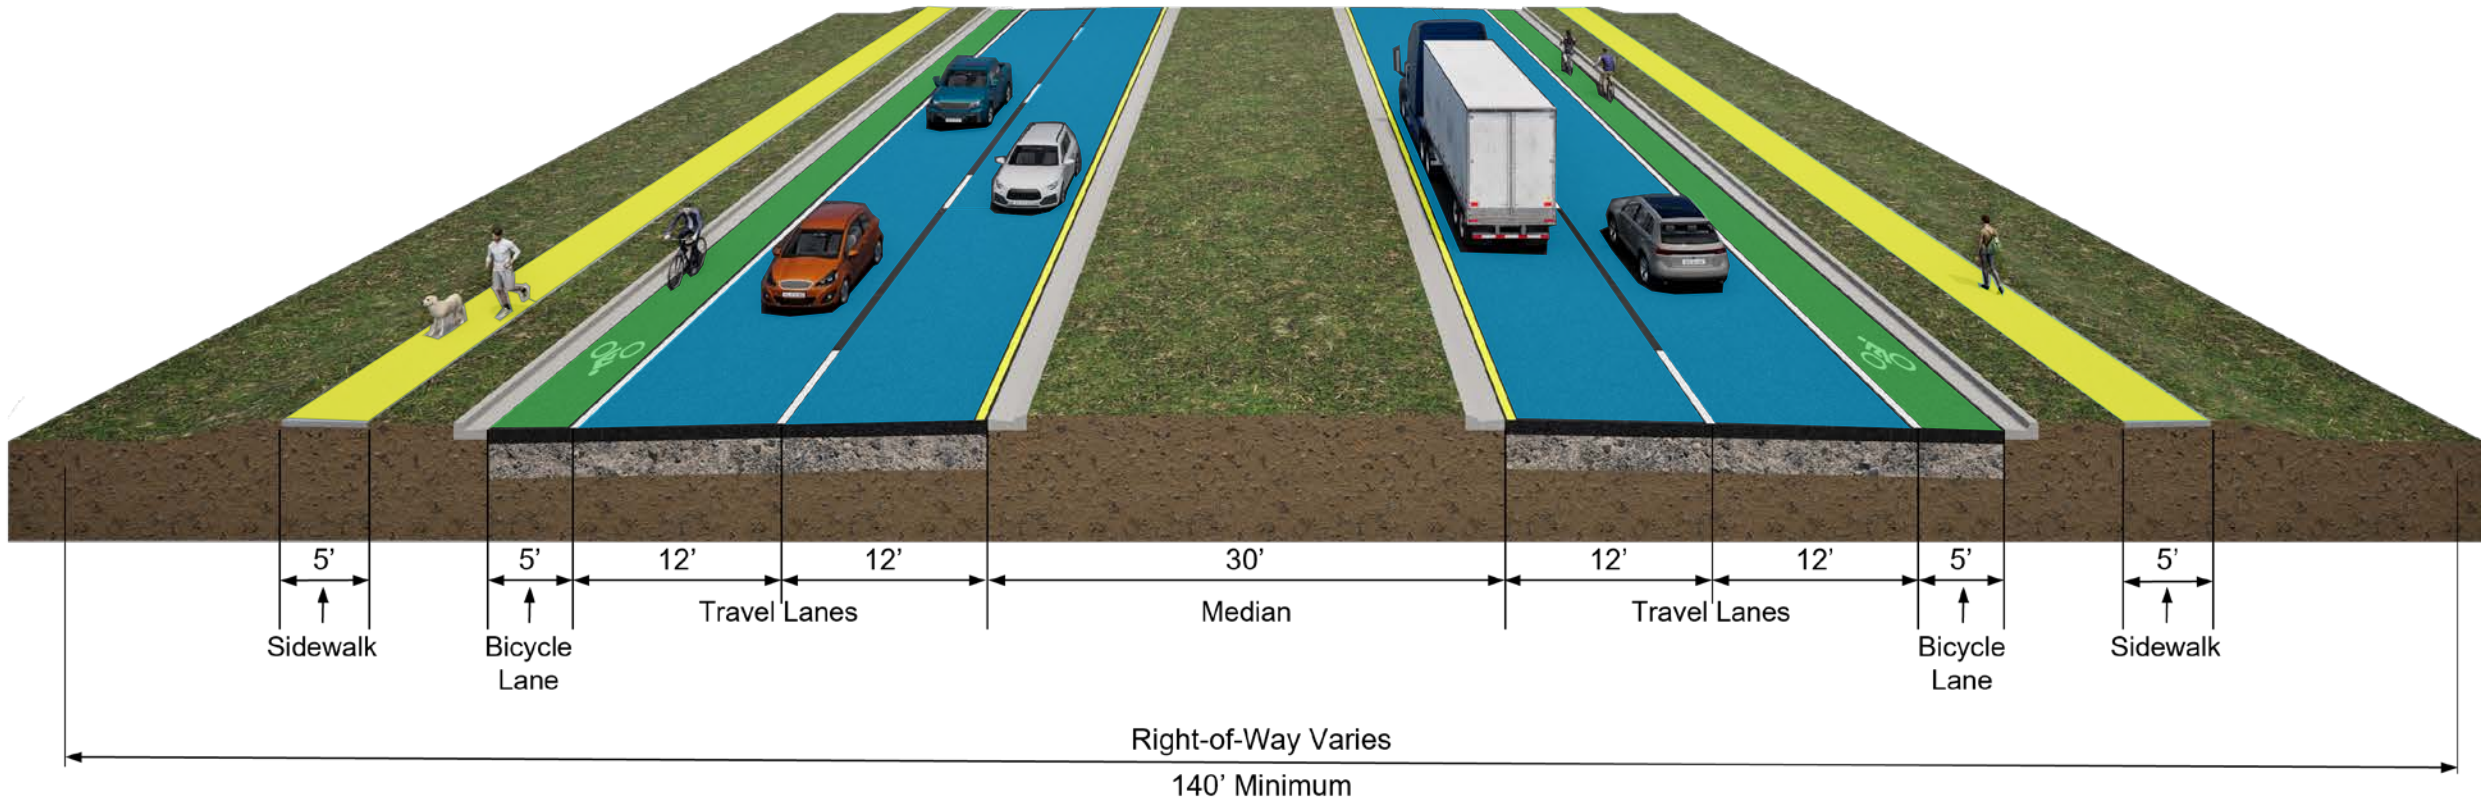 5’ 5’ 12’ 12’ 30’ 12’ 12’ 5’ 5’
Travel Lanes Median Travel Lanes
Sidewalk Bicycle Lane Bicycle Lane Sidewalk
Right-of-Way Varies
140’ Minimum